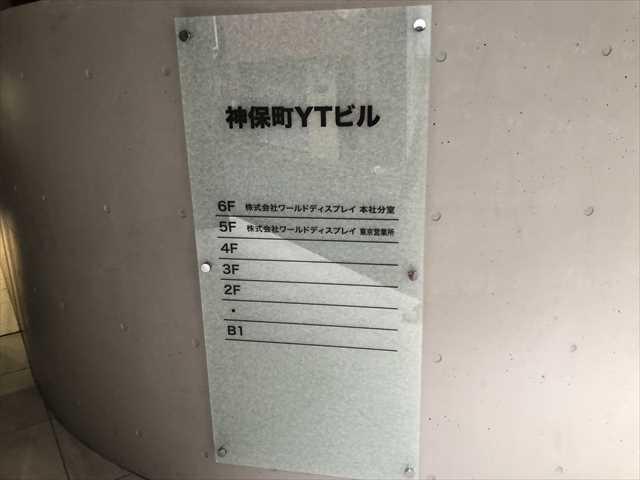 神保町YTビル
6F 株式会社ワールドディスプレイ 本社分室
5F 株式会社ワールドディスプレイ 東京営業所
4F
3F
2F
・
B1